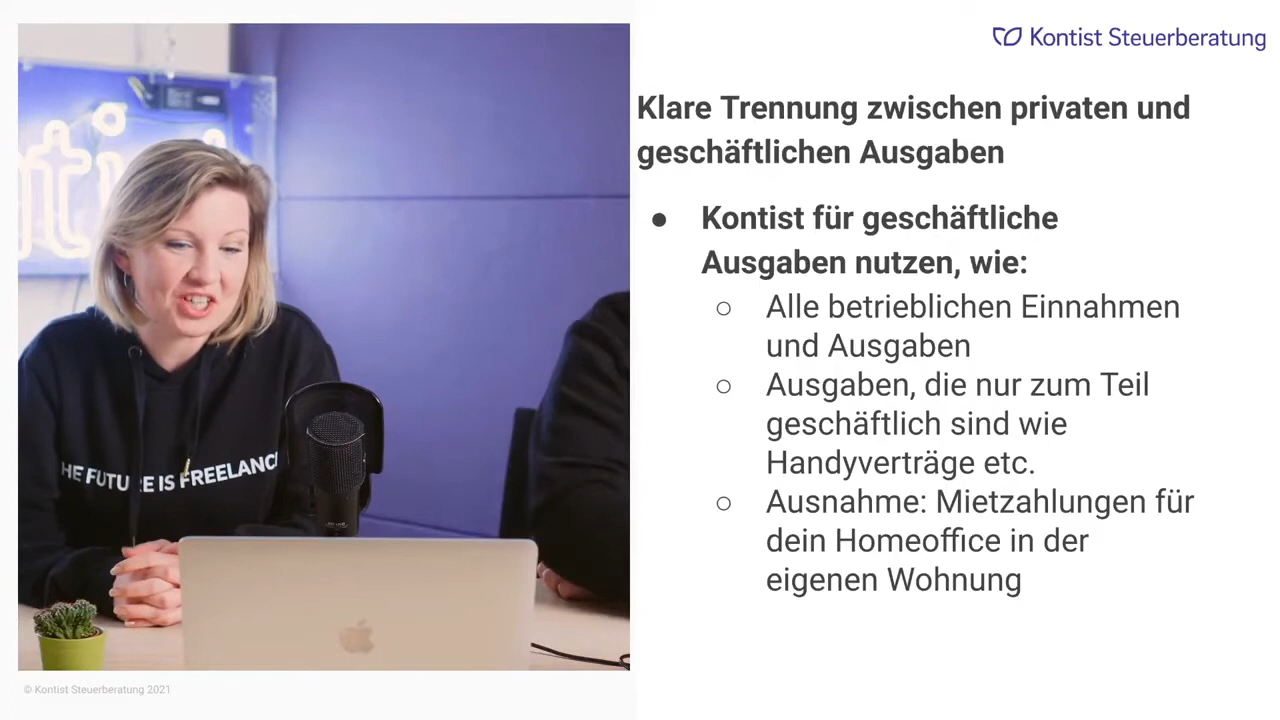 Kontist Steuerberatung
Klare Trennung zwischen privaten und
geschäftlichen Ausgaben
● Kontist für geschäftliche
Ausgaben nutzen, wie:
○ Alle betrieblichen Einnahmen
und Ausgaben
○ Ausgaben, die nur zum Teil
geschäftlich sind wie
Handyverträge etc.
○ Ausnahme: Mietzahlungen für
dein Homeoffice in der
eigenen Wohnung
HE FUTURE IS FREELANC
© Kontist Steuerberatung 2021